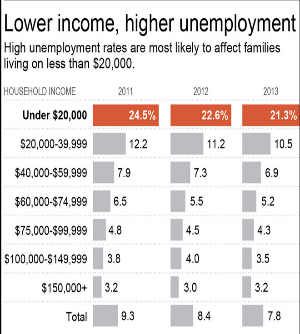 Lower income, higher unemployment
High unemployment rates are most likely to affect families
living on less than $20,000.
HOUSEHOLD INCOME 2011 2012 2013
Under $20,000 24.5% 22.6% 21.3%
$20,000-39,999 12.2 11.2 10.5
$40,000-$59,999 7.9 7.3 6.9
$60,000-$74,999 6.5 5.5 5.2
$75,000-$99,999 4.8 4.5 4.3
$100,000-$149,999 3.8 4.0 3.5
$150,000+ 3.2 3.0 3.2
Total 9.3 8.4 7.8